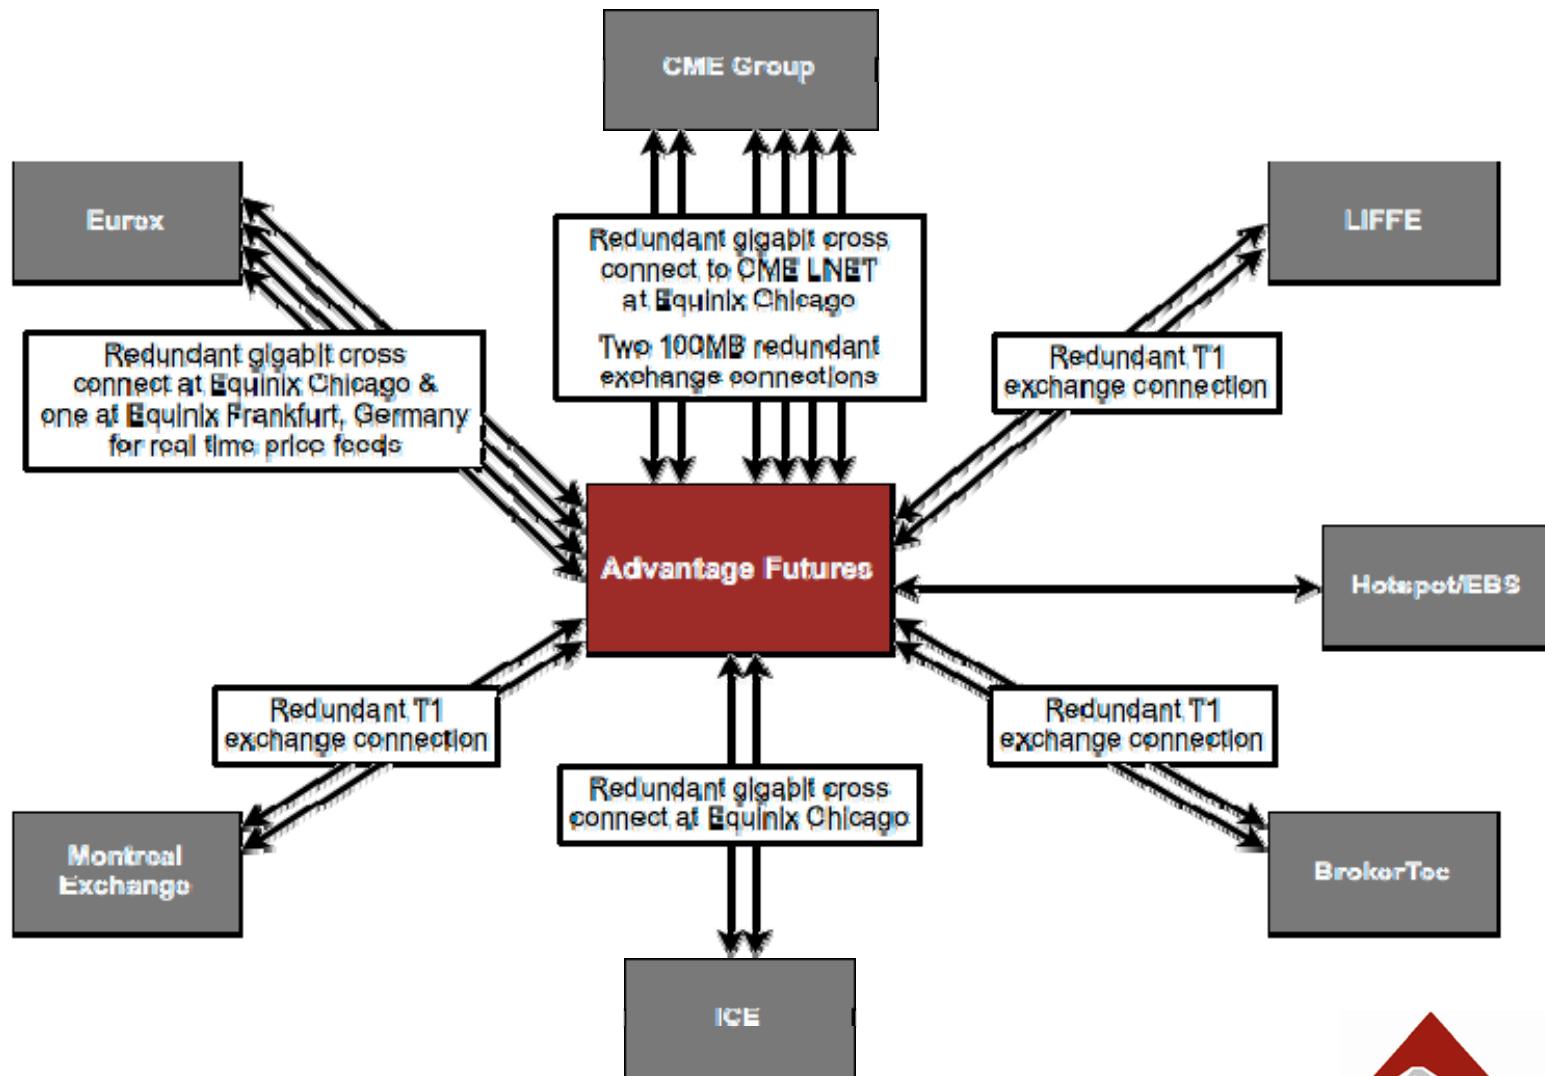 CME Group
Eurex
LIFFE
Redundant gigabit cross
connect to CME LNET
at Equinix Chicago
Two 100MB redundant
exchange connections
Redundant gigabit cross
connect at Equinix Chicago &
one at Equinix Frankfurt, Germany
for real time price feeds
Redundant T1
exchange connection
Advantage Futures
Hotspot/EBS
Redundant T1
exchange connection
Redundant T1
exchange connection
Redundant gigabit cross
connect at Equinix Chicago
Montreal
Exchange
BrokerTec
ICE